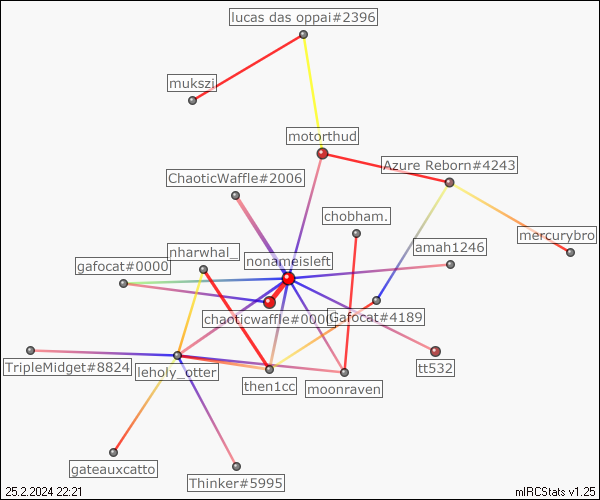 lucas das oppai#2396
mukszi
motorthud
Azure Reborn#4243
ChaoticWaffle#2006
chobham.
mercurybro
nharwhal_
nonameisleft
amah1246
gafocat#0000
chaoticwaffle#0000
Gafocat#4189
TripleMidget#8824
leholy_otter
tt532
then1cc
moonraven
gateauxcatto
Thinker#5995
25.2.2024 22:21
mIRCStats v1.25